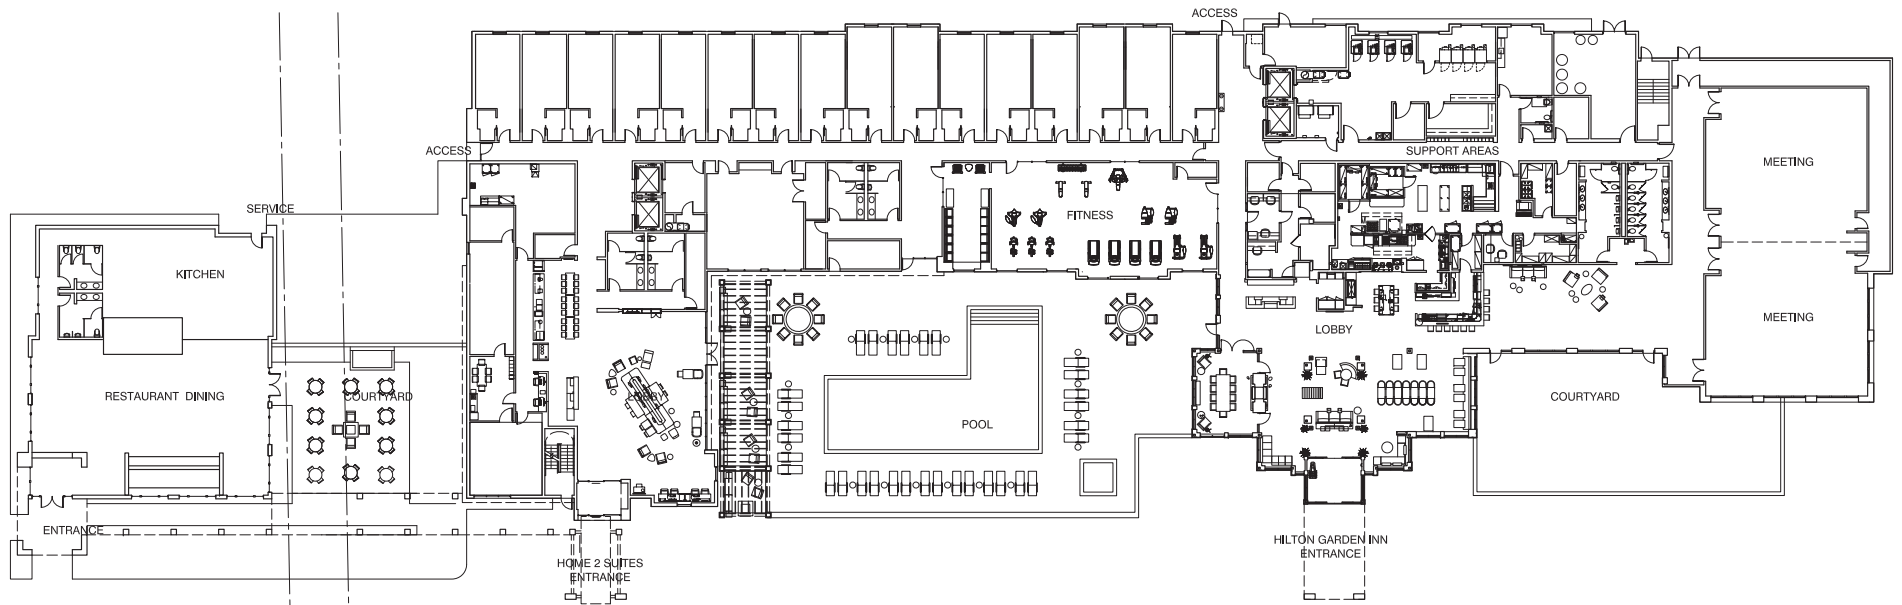 ACCESS
ACCESS
SUPPORT AREAS
MEETING
SERVICE
FITNESS
KITCHEN
LOBBY
MEETING
RESTAURANT DINING
COURTYARD
LOBBY
COURTYARD
POOL
ENTRANCE
HILTON GARDEN INN
ENTRANCE
HOME 2 SUITES
ENTRANCE